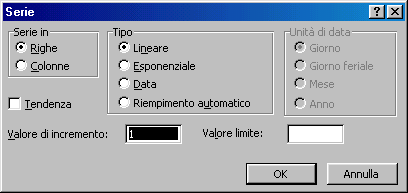 Serie
Serie in
Righe
Colonne
Tipo
Lineare
Esponenziale
Data
Riempimento automatico
Unità di data
Giorno
Giorno feriale
Mese
Anno
Tendenza
Valore di incremento: 1 Valore limite:
OK Annulla